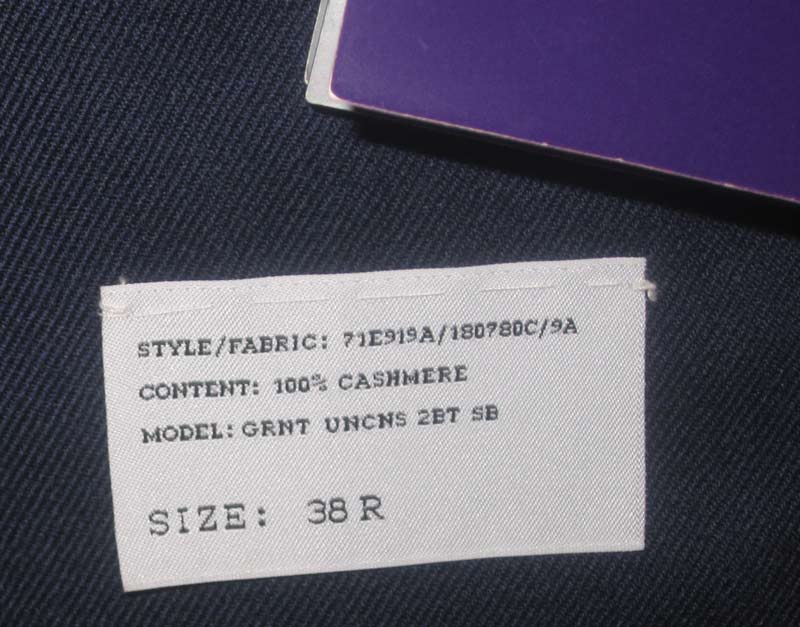 STYLE/FABRIC: 71E919A/180780C/9A
CONTENT: 100% CASHMERE
MODEL: GRNT UNCNS 2BT SB
SIZE: 38 R